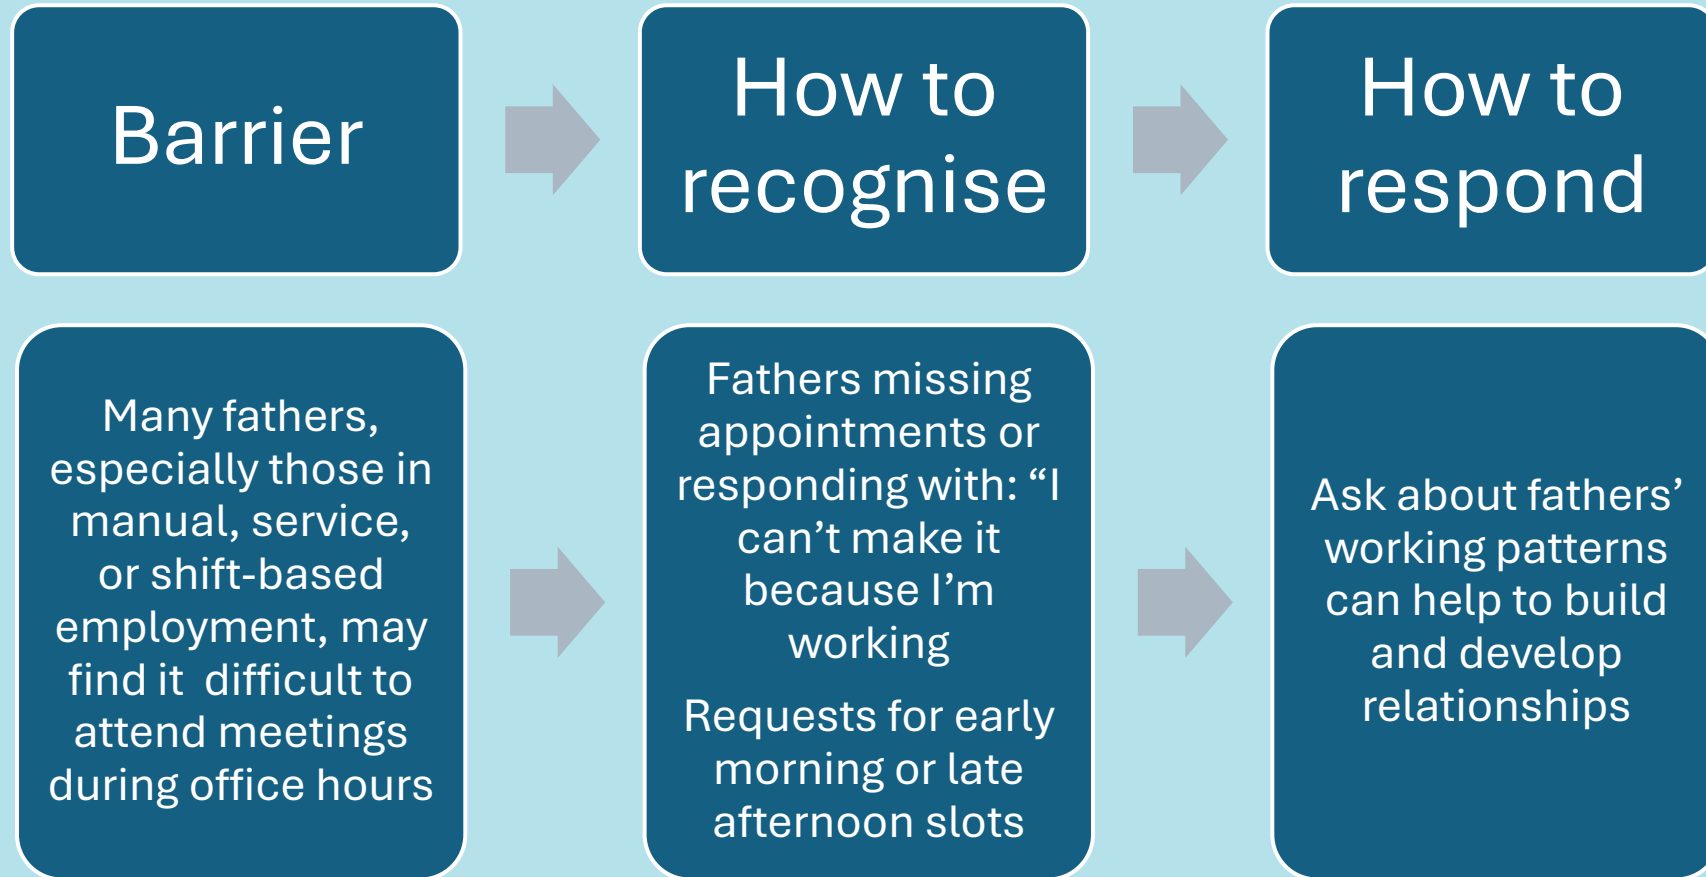 Barrier
How to
recognise
How to
respond
Many fathers,
especially those in
manual, service,
or shift-based
employment, may
find it  difficult to
attend meetings
during office hours
Fathers missing
appointments or
responding with: “I
can’t make it
because I’m
working
Requests for early
morning or late
afternoon slots
Ask about fathers’
working patterns
can help to build
and develop
relationships